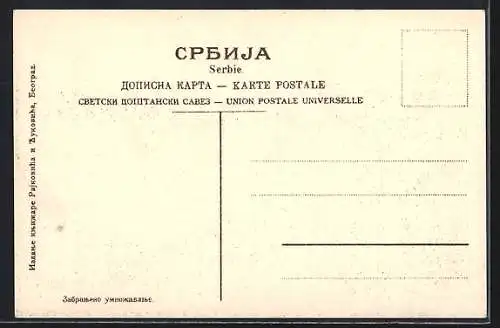 СРБИЈА
Serbie
ДОПИСНА КАРТА — KARTE POSTALE
СВЕТСКИ ПОШТАНСКИ САВЕЗ — UNION POSTALE UNIVERSELLE
Издање књижаре Рајковића и Ђуковића, Београд.
Забрањено умножавање.